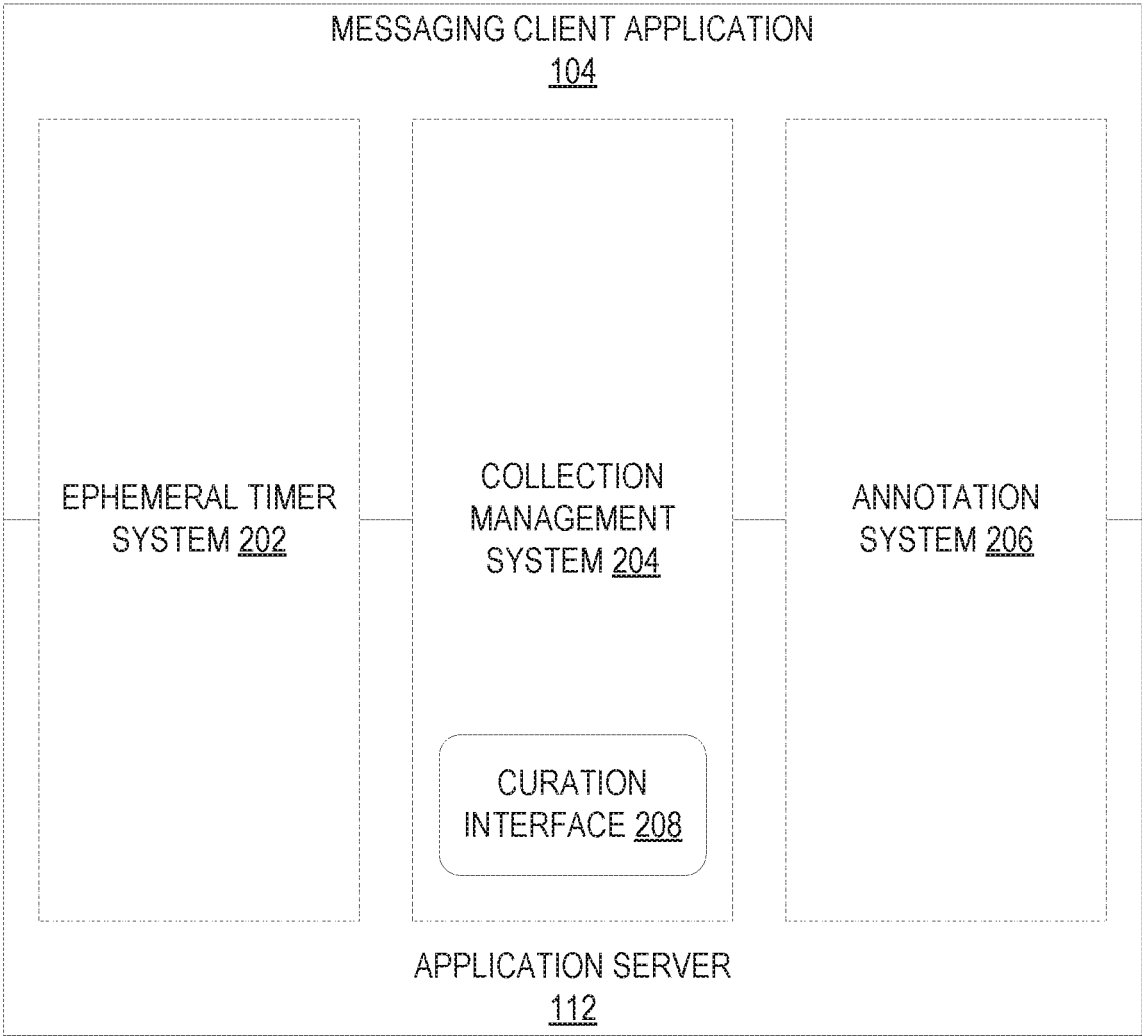 MESSAGING CLIENT APPLICATION
104
EPHEMERAL TIMER
SYSTEM 202
COLLECTION
MANAGEMENT
SYSTEM 204
ANNOTATION
SYSTEM 206
CURATION
INTERFACE 208
APPLICATION SERVER
112